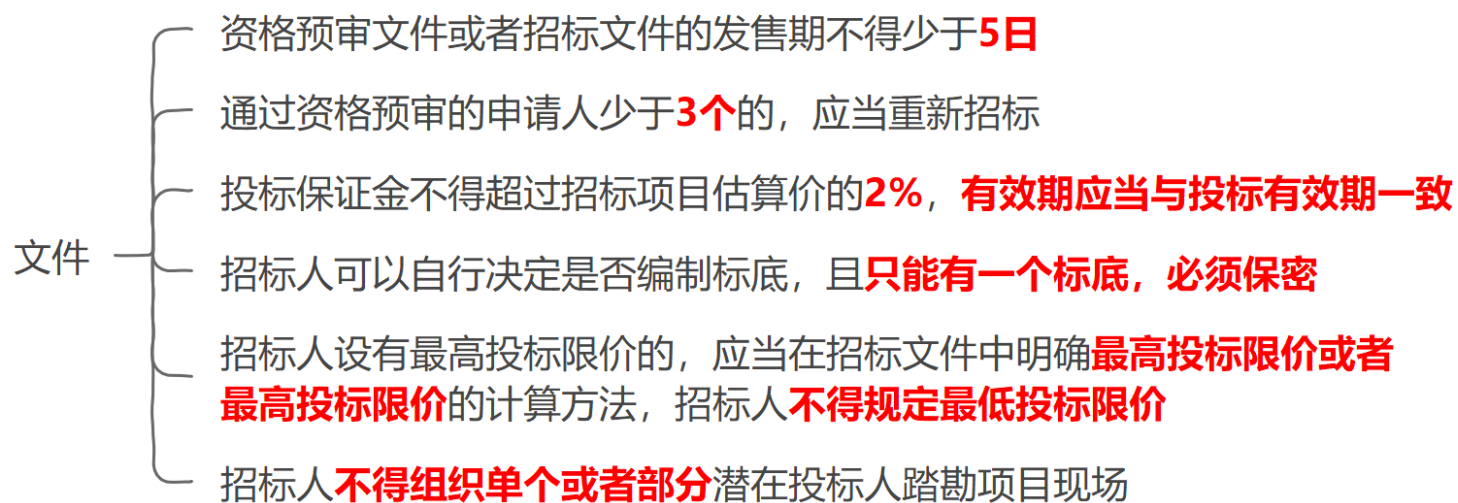 资格预审文件或者招标文件的发售期不得少于5日
通过资格预审的申请人少于3个的，应当重新招标
投标保证金不得超过招标项目估算价的2%，有效期应当与投标有效期一致
文件
招标人可以自行决定是否编制标底，且只能有一个标底，必须保密
招标人设有最高投标限价的，应当在招标文件中明确最高投标限价或者
最高投标限价的计算方法，招标人不得规定最低投标限价
招标人不得组织单个或者部分潜在投标人踏勘项目现场